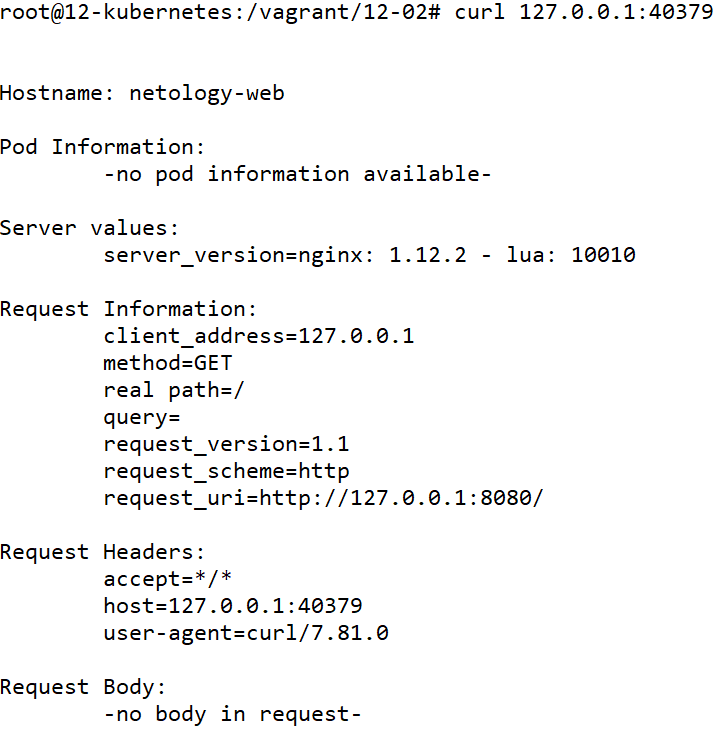 root@12-kubernetes:/vagrant/12-02# curl 127.0.0.1:40379
Hostname: netology-web
Pod Information:
-no pod information available-
Server values:
server_version=nginx: 1.12.2 - lua: 10010
Request Information:
client_address=127.0.0.1
method=GET
real path=/
query=
request_version=1.1
request_scheme=http
request_uri=http://127.0.0.1:8080/
Request Headers:
accept=*/*
host=127.0.0.1:40379
user-agent=curl/7.81.0
Request Body:
-no body in request-